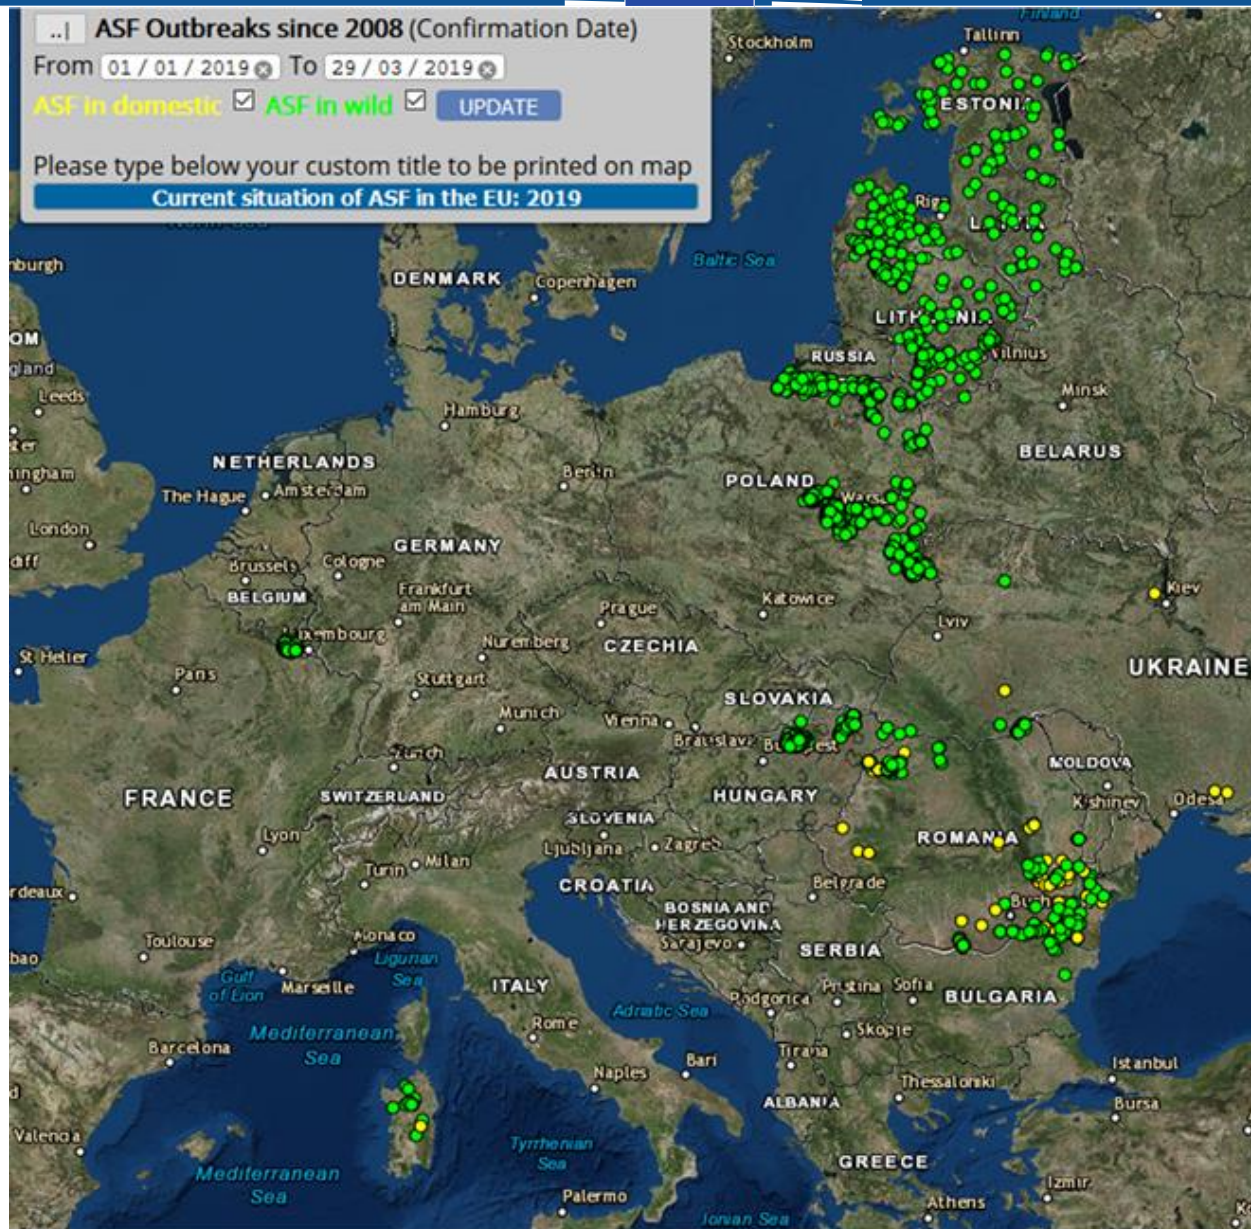 ..| ASF Outbreaks since 2008 (Confirmation Date)
From 01 / 01 / 2019 To 29 / 03 / 2019
ASF in domestic ASF in wild UPDATE
Please type below your custom title to be printed on map
Current situation of ASF in the EU: 2019
Finland
Stockholm
Tallinn
ESTONIA
nburgh
Baltic Sea
DENMARK
Copenhagen
OM
gland
RUSSIA
Vilnius
Leeds
Minsk
Hamburg
BELARUS
NETHERLANDS
ningham
The Hague
Amsterdam
Berlin
POLAND
London
diff
GERMANY
Brussels
Cologne
BELGIUM
Frankfurt
am Main
Prague
Katowice
Kiev
Lviv
St Helier
Paris
Nuremberg
CZECHIA
UKRAINE
Stuttgart
SLOVAKIA
Munich
Vienna
Zurich
AUSTRIA
MOLDOVA
FRANCE
SWITZERLAND
HUNGARY
Kishinev
Odesa
SLOVENIA
Lyon
Ljubljana
Zagreb
ROMANIA
Turin
Milan
rdeaux
CROATIA
Belgrade
BOSNIA AND
HERZEGOVINA
Sarajevo
Toulouse
Monaco
bao
Ligurian
Sea
SERBIA
Gulf
of Lion
Marseille
ITALY
Pristina
Sofia
BULGARIA
Podgorica
Adriatic Sea
Rome
Skopje
Mediterranean
Sea
Barcelona
Bari
Tirana
Istanbul
Naples
Thessaloniki
ALBANIA
Bursa
Valencia
Tyrrhenian
Sea
GREECE
Mediterranean
Sea
Izmir
Palermo
Athens
Ionian Sea